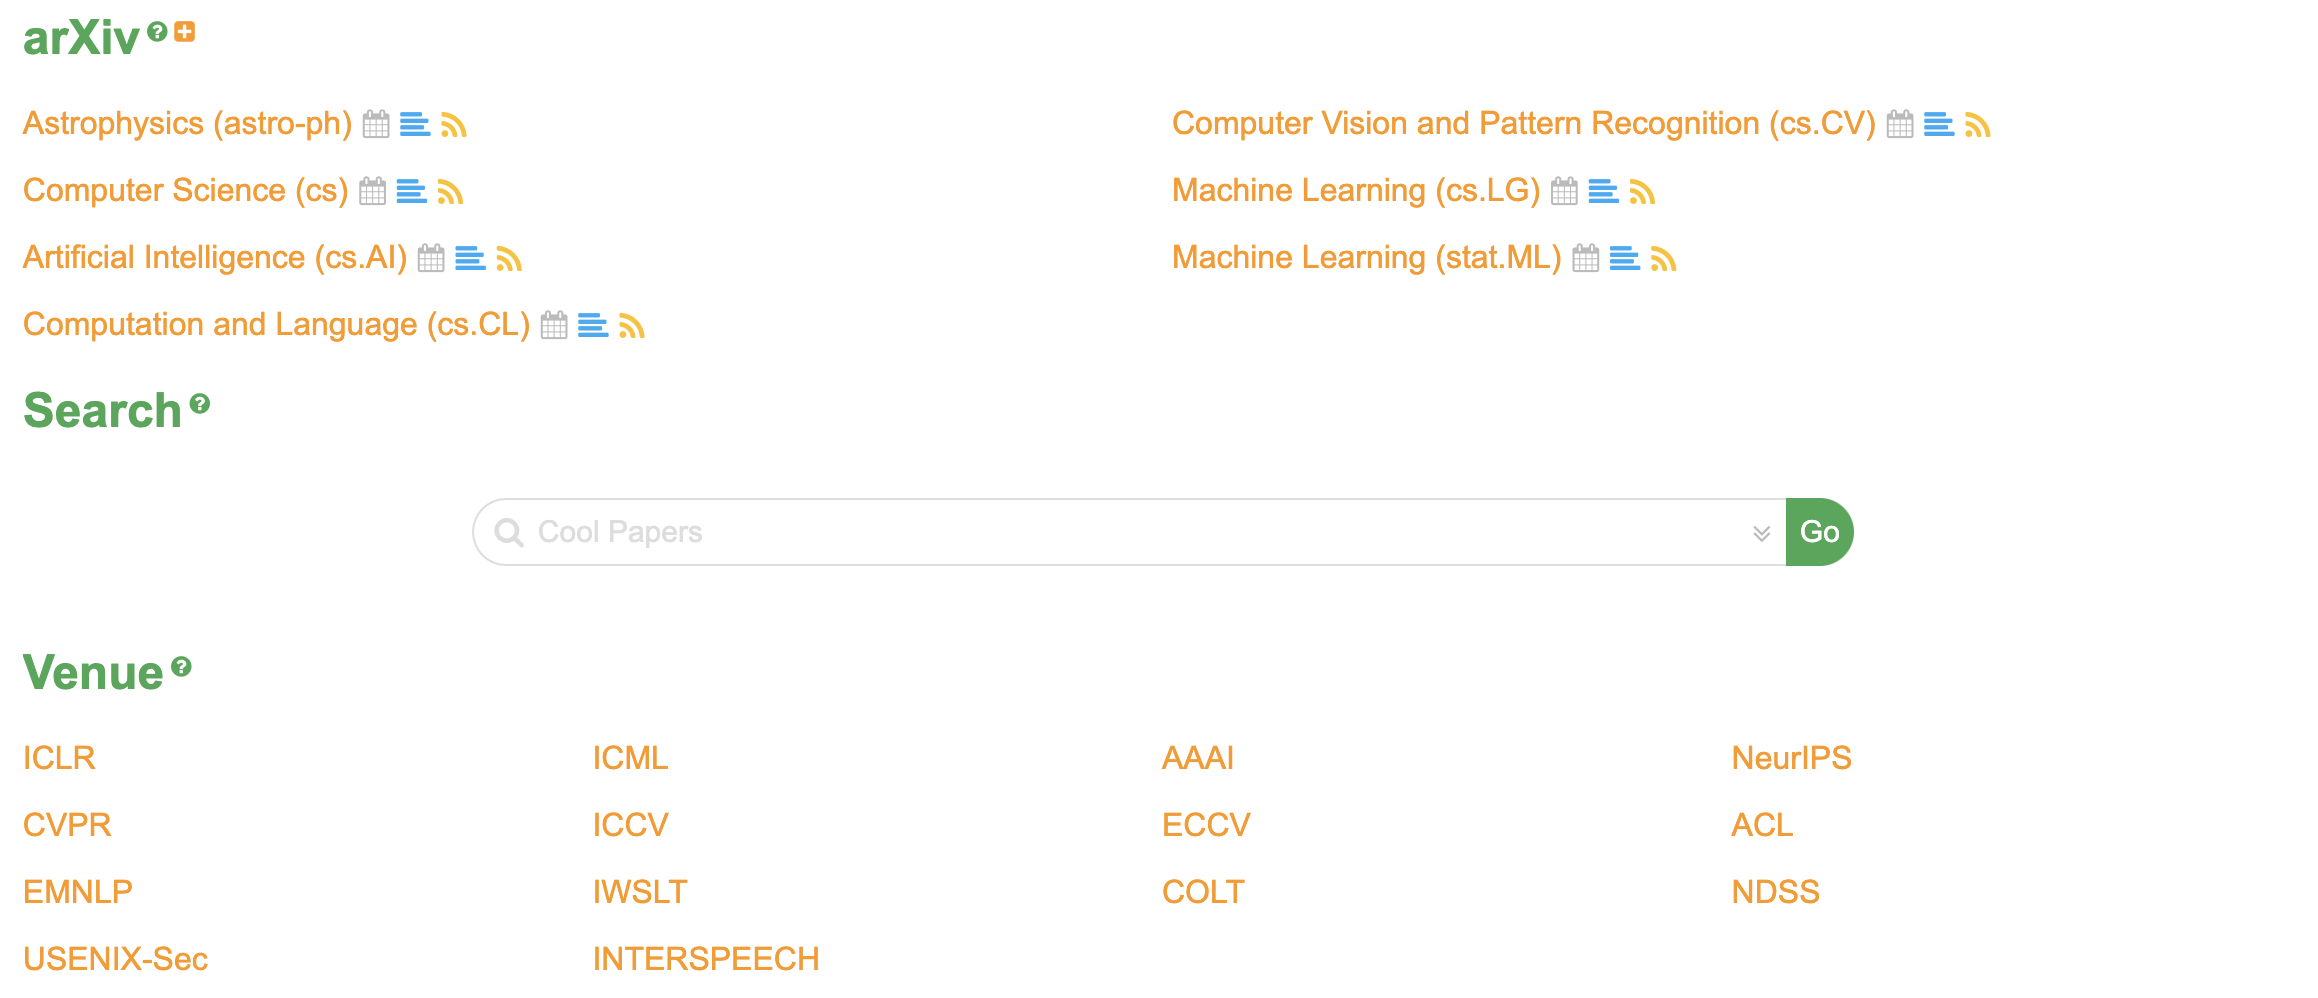 arXiv
Astrophysics (astro-ph)
Computer Science (cs)
Artificial Intelligence (cs.AI)
Computation and Language (cs.CL)
Computer Vision and Pattern Recognition (cs.CV)
Machine Learning (cs.LG)
Machine Learning (stat.ML)
Search
Cool Papers
Go
Venue
ICLR
ICML
AAAI
NeurIPS
CVPR
ICCV
ECCV
ACL
EMNLP
IWSLT
COLT
NDSS
USENIX-Sec
INTERSPEECH